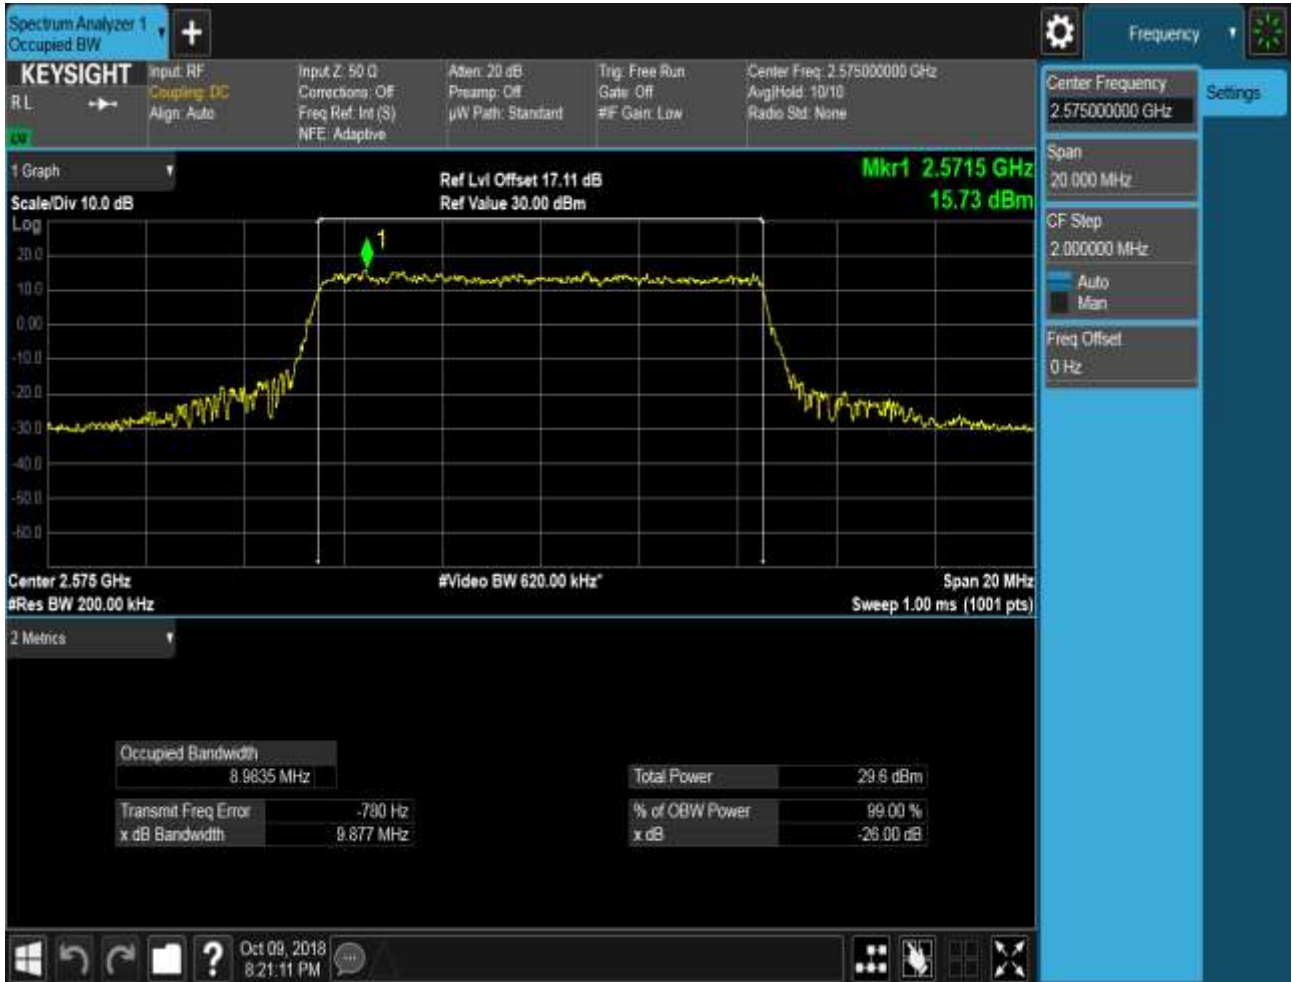 Spectrum Analyzer 1
Occupied BW
+
Frequency
KEYSIGHT
R L
LXI
Input: RF
Coupling: DC
Align: Auto
Input Z: 50 Ω
Corrections: Off
Freq Ref: Int (S)
NFE: Adaptive
Atten: 20 dB
Preamp: Off
µW Path: Standard
Trig: Free Run
Gate: Off
#IF Gain: Low
Center Freq: 2.575000000 GHz
Avg|Hold: 10/10
Radio Std: None
Center Frequency
2.575000000 GHz
Settings
Span
20.000 MHz
CF Step
2.000000 MHz
Auto
Man
Freq Offset
0 Hz
1 Graph
Scale/Div 10.0 dB
Ref Lvl Offset 17.11 dB
Ref Value 30.00 dBm
Mkr1 2.5715 GHz
15.73 dBm
Log
20.0
10.0
0.00
-10.0
-20.0
-30.0
-40.0
-50.0
-60.0
1
Center 2.575 GHz
#Res BW 200.00 kHz
#Video BW 620.00 kHz*
Span 20 MHz
Sweep 1.00 ms (1001 pts)
2 Metrics
Occupied Bandwidth
8.9835 MHz
Transmit Freq Error -780 Hz
x dB Bandwidth 9.877 MHz
Total Power 29.6 dBm
% of OBW Power 99.00 %
x dB -26.00 dB
?
Oct 09, 2018
8:21:11 PM